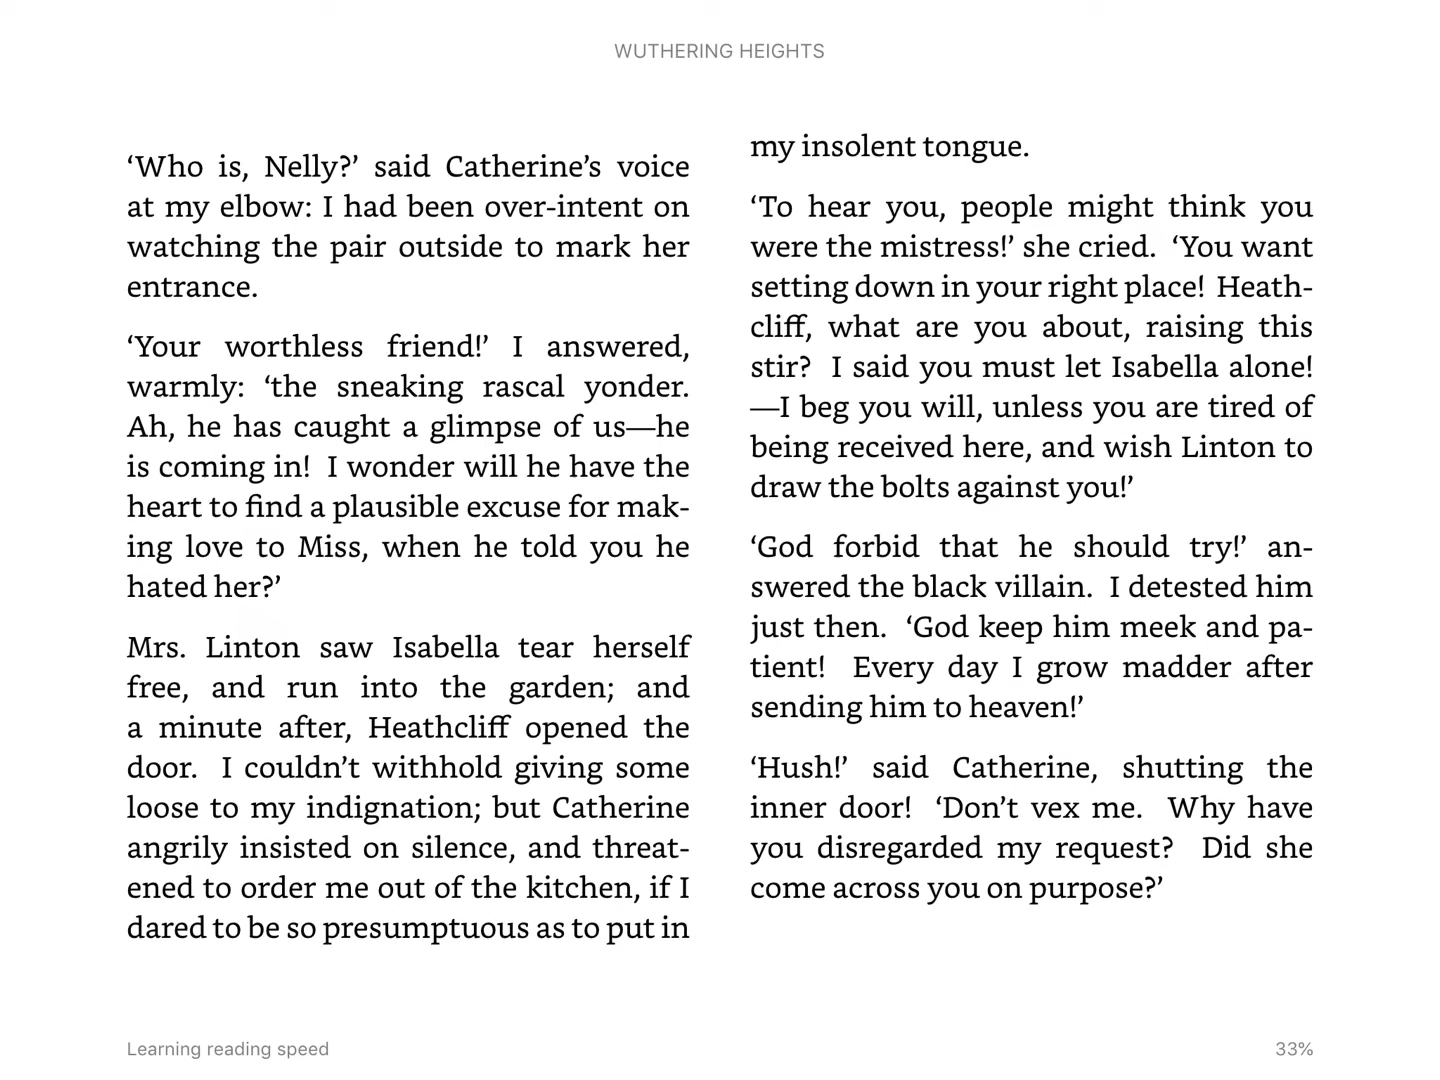 WUTHERING HEIGHTS
‘Who is, Nelly?’ said Catherine’s voice
at my elbow: I had been over-intent on
watching the pair outside to mark her
entrance.
‘Your worthless friend!’ I answered,
warmly: ‘the sneaking rascal yonder.
Ah, he has caught a glimpse of us—he
is coming in! I wonder will he have the
heart to find a plausible excuse for mak-
ing love to Miss, when he told you he
hated her?’
Mrs. Linton saw Isabella tear herself
free, and run into the garden; and
a minute after, Heathcliff opened the
door. I couldn’t withhold giving some
loose to my indignation; but Catherine
angrily insisted on silence, and threat-
ened to order me out of the kitchen, if I
dared to be so presumptuous as to put in
my insolent tongue.
‘To hear you, people might think you
were the mistress!’ she cried. ‘You want
setting down in your right place! Heath-
cliff, what are you about, raising this
stir? I said you must let Isabella alone!
—I beg you will, unless you are tired of
being received here, and wish Linton to
draw the bolts against you!’
‘God forbid that he should try!’ an-
swered the black villain. I detested him
just then. ‘God keep him meek and pa-
tient! Every day I grow madder after
sending him to heaven!’
‘Hush!’ said Catherine, shutting the
inner door! ‘Don’t vex me. Why have
you disregarded my request? Did she
come across you on purpose?’
Learning reading speed
33%